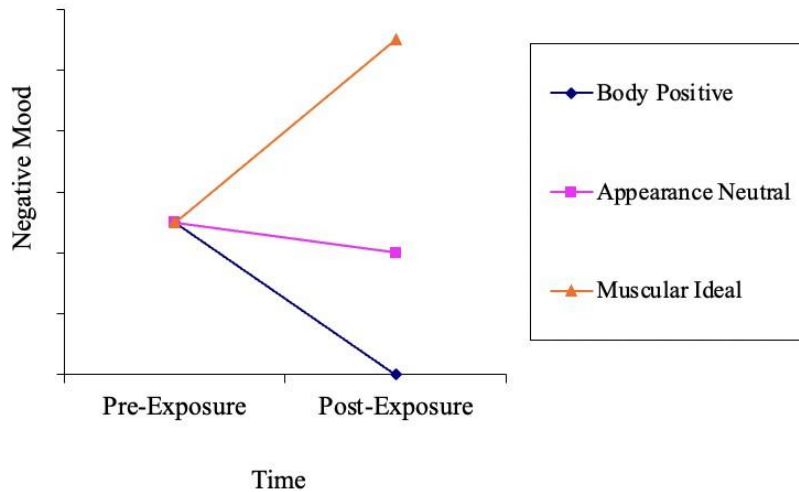 Negative Mood
Body Positive
Appearance Neutral
Muscular Ideal
Pre-Exposure
Post-Exposure
Time